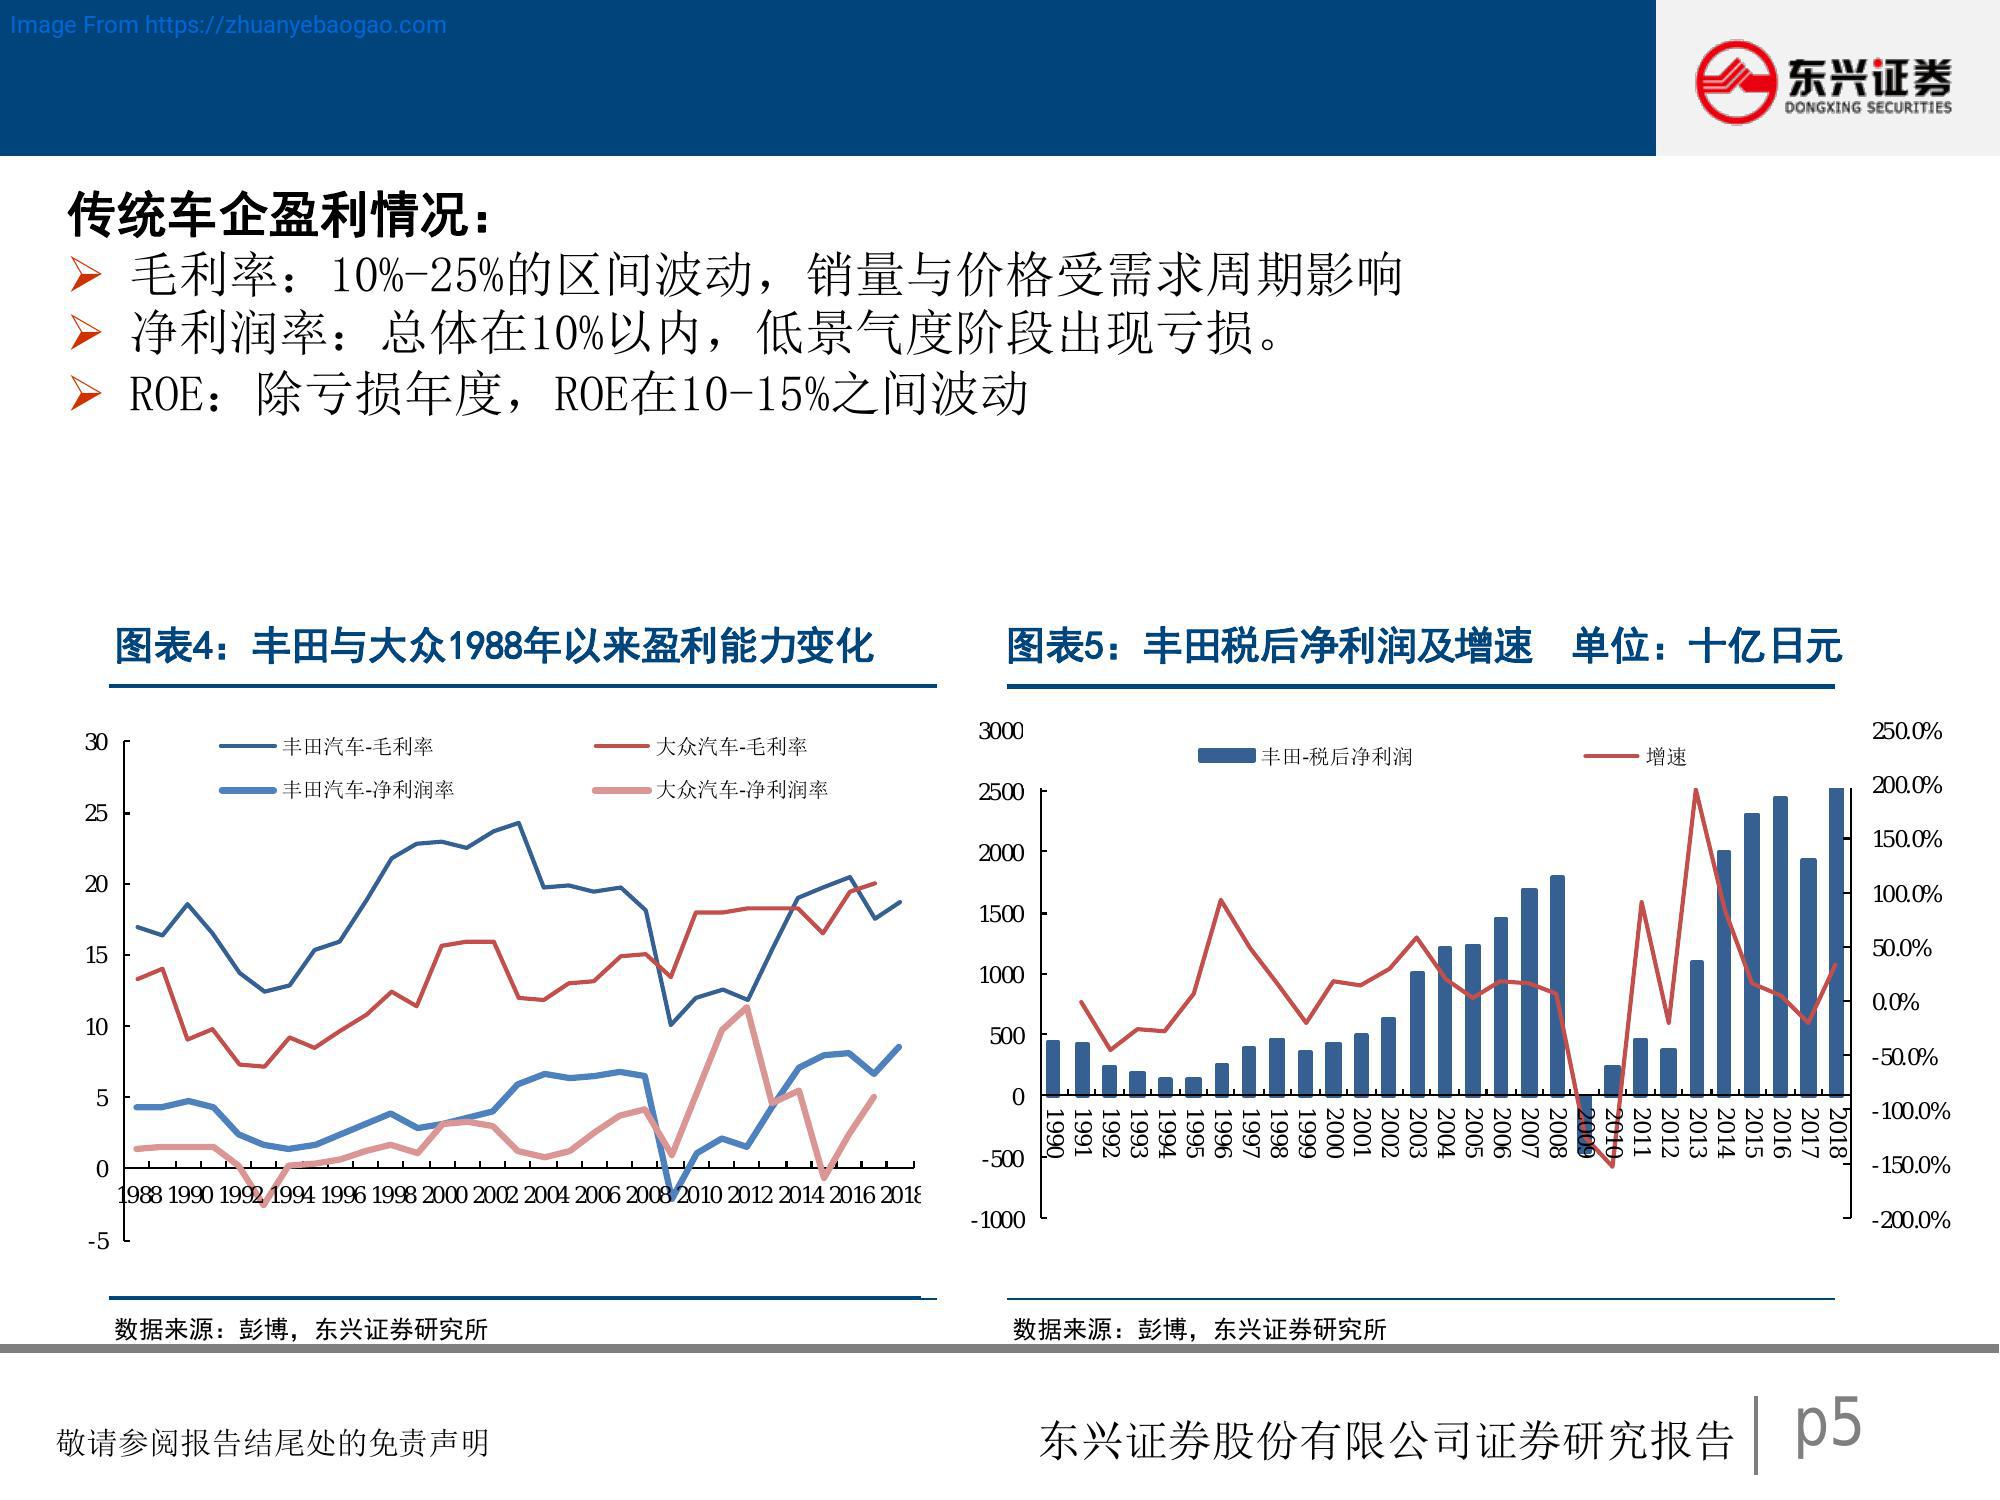 Image From https://zhuanyebaogao.com
东兴证券
DONGXING SECURITIES
传统车企盈利情况：
毛利率：10%-25%的区间波动，销量与价格受需求周期影响
净利润率：总体在10%以内，低景气度阶段出现亏损。
ROE：除亏损年度，ROE在10-15%之间波动
图表4：丰田与大众1988年以来盈利能力变化
丰田汽车-毛利率 大众汽车-毛利率
丰田汽车-净利润率 大众汽车-净利润率
30
25
20
15
10
5
0
-5
1988 1990 1992 1994 1996 1998 2000 2002 2004 2006 2008 2010 2012 2014 2016 2018
数据来源：彭博，东兴证券研究所
图表5：丰田税后净利润及增速 单位：十亿日元
丰田-税后净利润 增速
3000
2500
2000
1500
1000
500
0
-500
-1000
250.0%
200.0%
150.0%
100.0%
50.0%
0.0%
-50.0%
-100.0%
-150.0%
-200.0%
1990 1991 1992 1993 1994 1995 1996 1997 1998 1999 2000 2001 2002 2003 2004 2005 2006 2007 2008 2009 2010 2011 2012 2013 2014 2015 2016 2017 2018
数据来源：彭博，东兴证券研究所
敬请参阅报告结尾处的免责声明
东兴证券股份有限公司证券研究报告
p5